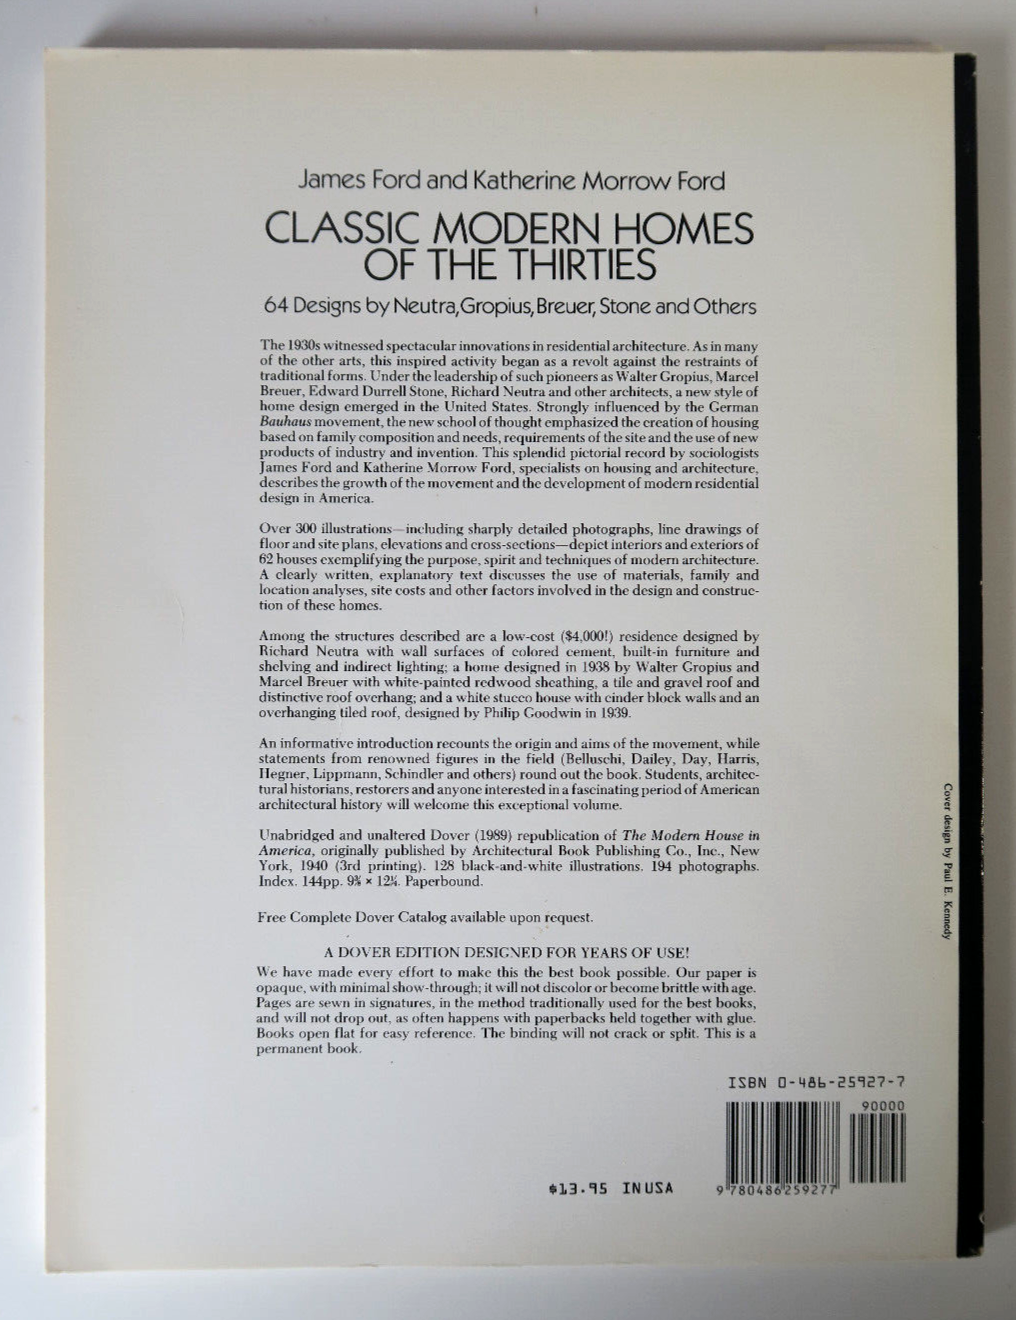 James Ford and Katherine Morrow Ford
CLASSIC MODERN HOMES
OF THE THIRTIES
64 Designs by Neutra, Gropius, Breuer, Stone and Others
The 1930s witnessed spectacular innovations in residential architecture. As in many
of the other arts, this inspired activity began as a revolt against the restraints of
traditional forms. Under the leadership of such pioneers as Walter Gropius, Marcel
Breuer, Edward Durrell Stone, Richard Neutra and other architects, a new style of
home design emerged in the United States. Strongly influenced by the German
Bauhaus movement, the new school of thought emphasized the creation of housing
based on family composition and needs, requirements of the site and the use of new
products of industry and invention. This splendid pictorial record by sociologists
James Ford and Katherine Morrow Ford, specialists on housing and architecture,
describes the growth of the movement and the development of modern residential
design in America.
Over 300 illustrations—including sharply detailed photographs, line drawings of
floor and site plans, elevations and cross-sections—depict interiors and exteriors of
62 houses exemplifying the purpose, spirit and techniques of modern architecture.
A clearly written, explanatory text discusses the use of materials, family and
location analyses, site costs and other factors involved in the design and construc-
tion of these homes.
Among the structures described are a low-cost ($4,000!) residence designed by
Richard Neutra with wall surfaces of colored cement, built-in furniture and
shelving and indirect lighting; a home designed in 1938 by Walter Gropius and
Marcel Breuer with white-painted redwood sheathing, a tile and gravel roof and
distinctive roof overhang; and a white stucco house with cinder block walls and an
overhanging tiled roof, designed by Philip Goodwin in 1939.
An informative introduction recounts the origin and aims of the movement, while
statements from renowned figures in the field (Belluschi, Dailey, Day, Harris,
Hegner, Lippmann, Schindler and others) round out the book. Students, architec-
tural historians, restorers and anyone interested in a fascinating period of American
architectural history will welcome this exceptional volume.
Unabridged and unaltered Dover (1989) republication of The Modern House in
America, originally published by Architectural Book Publishing Co., Inc., New
York, 1940 (3rd printing). 128 black-and-white illustrations. 194 photographs.
Index. 144pp. 9⅜ × 12¼. Paperbound.
Free Complete Dover Catalog available upon request.
A DOVER EDITION DESIGNED FOR YEARS OF USE!
We have made every effort to make this the best book possible. Our paper is
opaque, with minimal show-through; it will not discolor or become brittle with age.
Pages are sewn in signatures, in the method traditionally used for the best books,
and will not drop out, as often happens with paperbacks held together with glue.
Books open flat for easy reference. The binding will not crack or split. This is a
permanent book.
Cover design by Paul E. Kennedy
ISBN 0-486-25927-7
90000
9 780486 259277
$13.95 IN USA